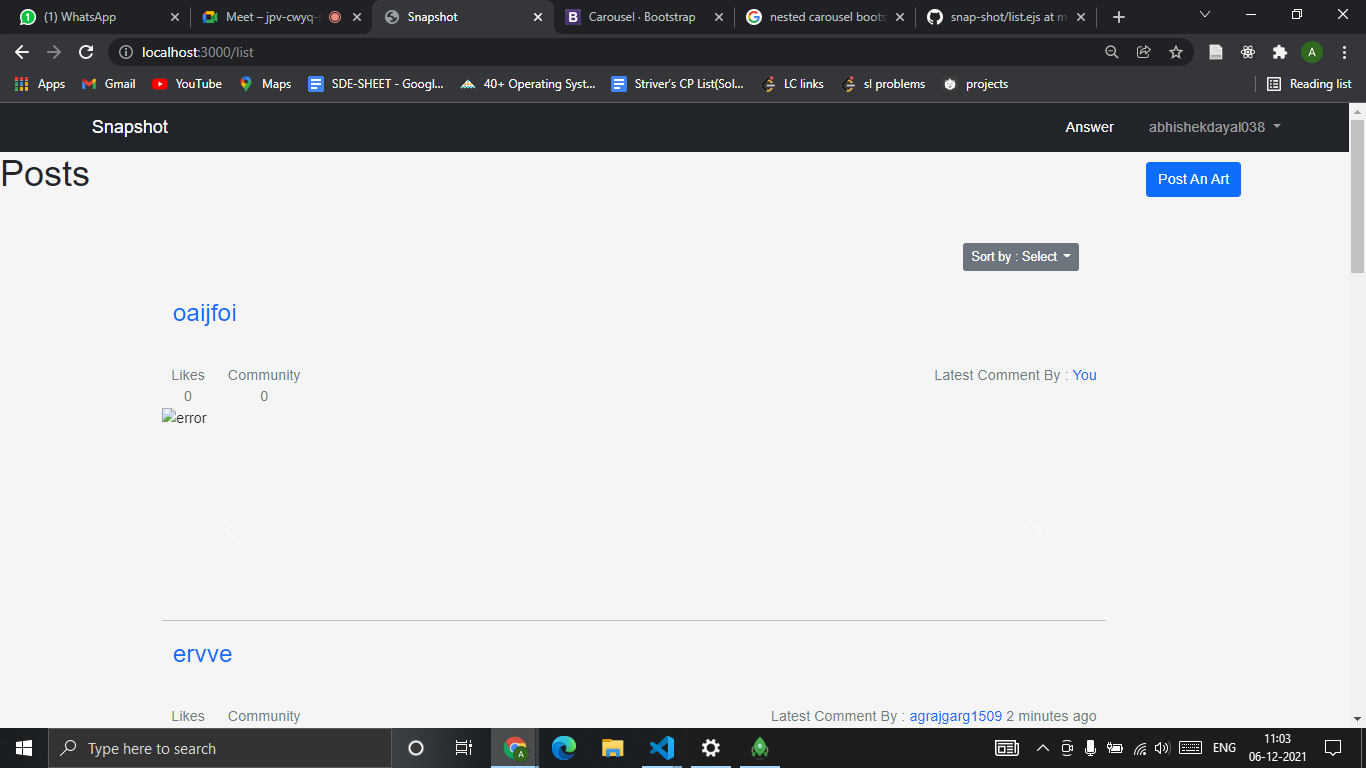 (1) WhatsApp
Meet – jpv-cwyq-s
Snapshot
Carousel · Bootstrap
nested carousel boots
snap-shot/list.ejs at m
localhost:3000/list
Apps
Gmail
YouTube
Maps
SDE-SHEET - Googl...
40+ Operating Syst...
Striver's CP List(Sol...
LC links
sl problems
projects
Reading list
Snapshot
Answer
abhishekdayal038
Posts
Post An Art
Sort by : Select
oaijfoi
Likes
Community
Latest Comment By : You
0
0
error
ervve
Likes
Community
Latest Comment By : agrajgarg1509 2 minutes ago
Type here to search
ENG
11:03
06-12-2021